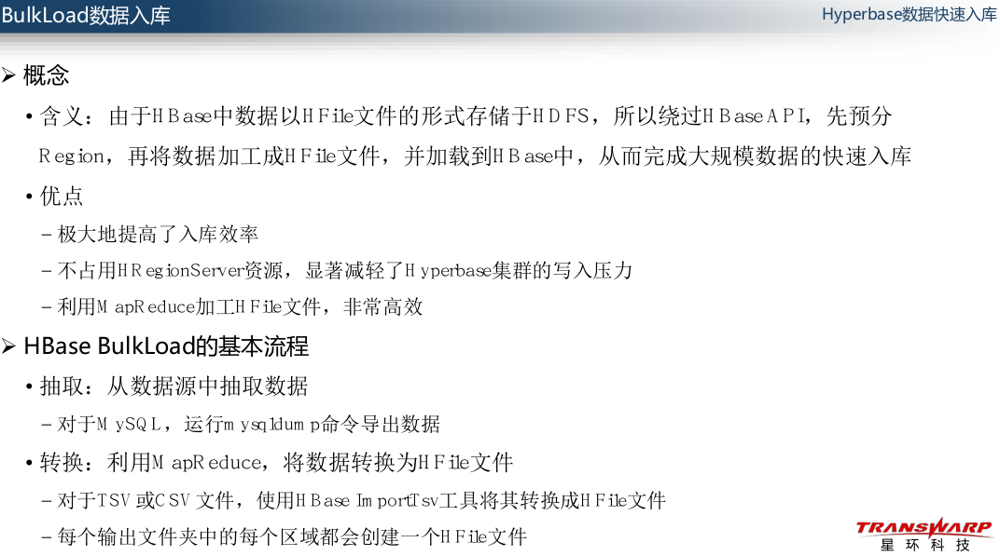 BulkLoad数据入库
Hyperbase数据快速入库
➢ 概念
• 含义：由于HBase中数据以HFile文件的形式存储于HDFS，所以绕过HBase API，先预分
Region，再将数据加工成HFile文件，并加载到HBase中，从而完成大规模数据的快速入库
• 优点
– 极大地提高了入库效率
– 不占用HRegionServer资源，显著减轻了Hyperbase集群的写入压力
– 利用MapReduce加工HFile文件，非常高效
➢ HBase BulkLoad的基本流程
• 抽取：从数据源中抽取数据
– 对于MySQL，运行mysqldump命令导出数据
• 转换：利用MapReduce，将数据转换为HFile文件
– 对于TSV或CSV文件，使用HBase ImportTsv工具将其转换成HFile文件
– 每个输出文件夹中的每个区域都会创建一个HFile文件
TRANSWARP
星环科技